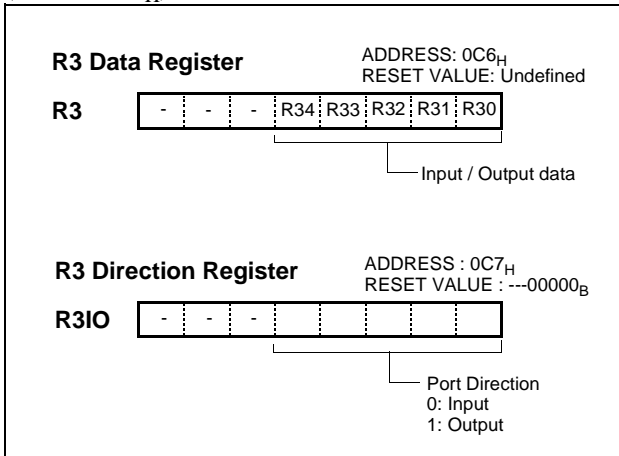 R3 Data Register
ADDRESS: 0C6H
RESET VALUE: Undefined
R3 - - - R34 R33 R32 R31 R30
Input / Output data
R3 Direction Register
ADDRESS : 0C7H
RESET VALUE : ---00000B
R3IO - - -
Port Direction
0: Input
1: Output